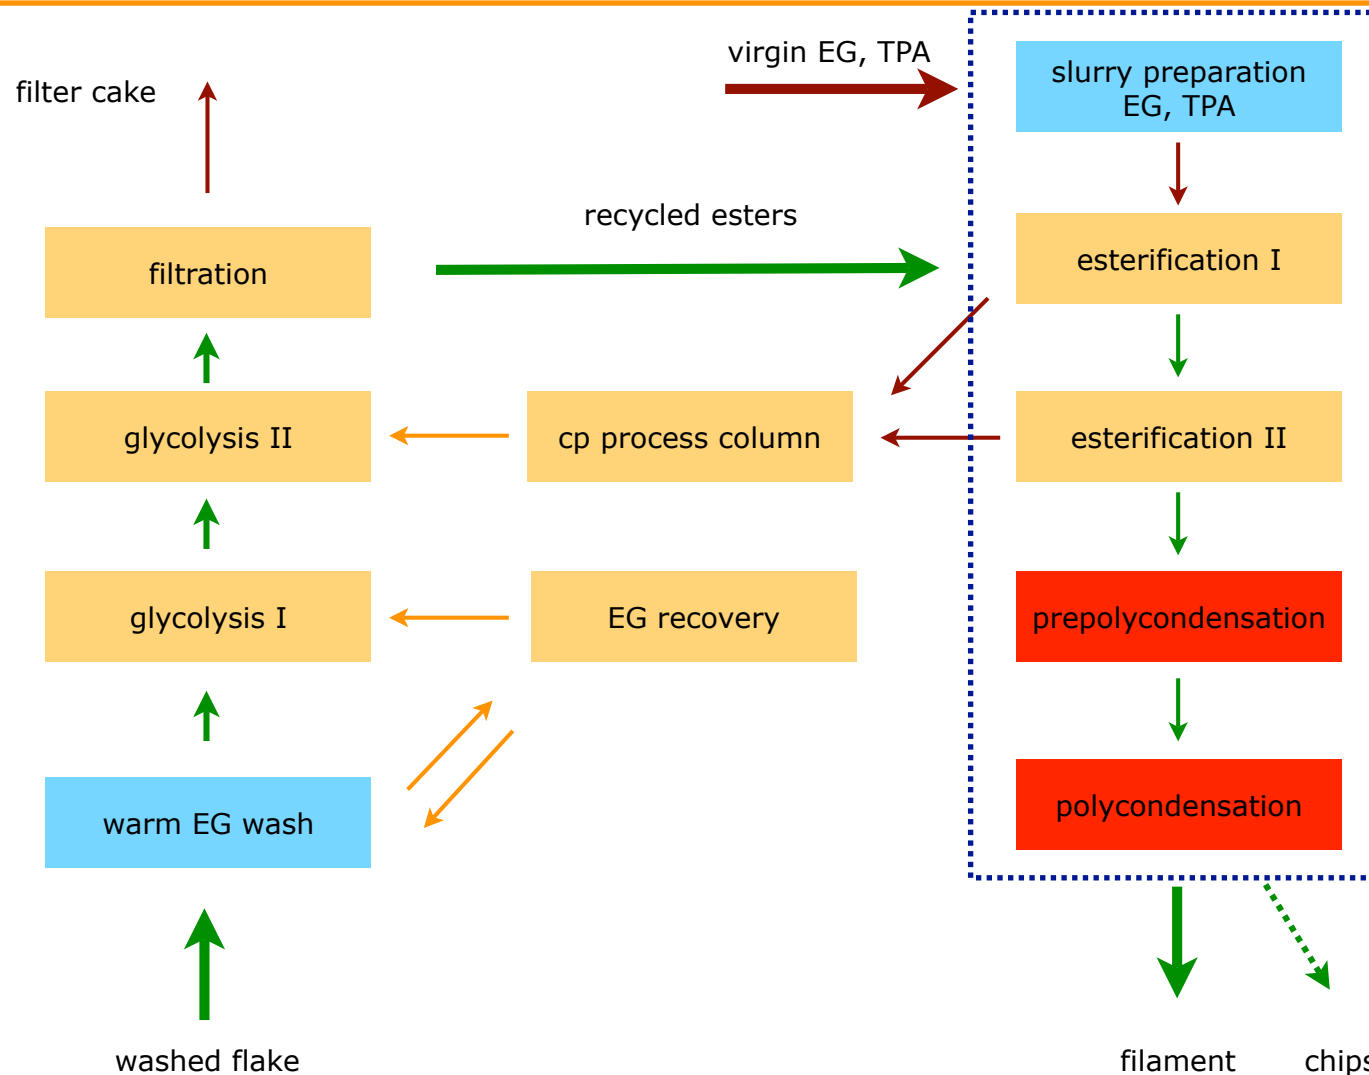 virgin EG, TPA
slurry preparation
EG, TPA
filter cake
recycled esters
filtration
esterification I
glycolysis II
cp process column
esterification II
glycolysis I
EG recovery
prepolycondensation
warm EG wash
polycondensation
washed flake
filament
chips